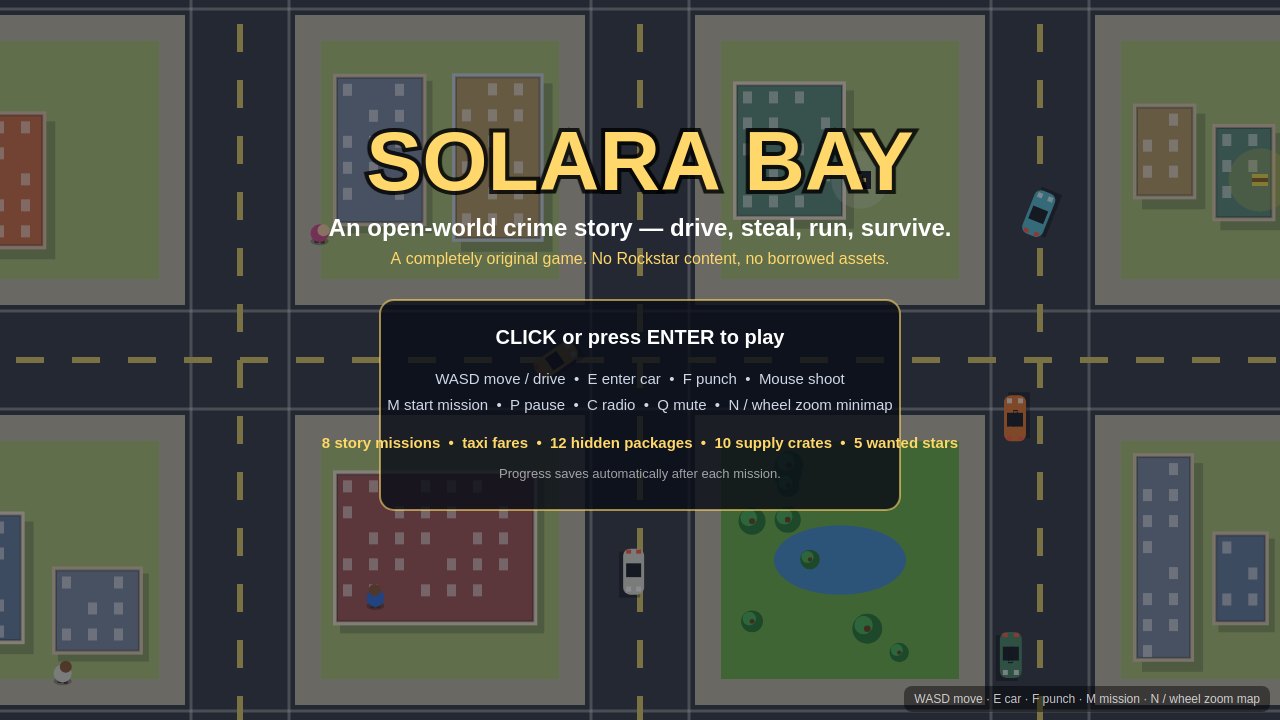 SOLARA BAY
An open-world crime story — drive, steal, run, survive.
A completely original game. No Rockstar content, no borrowed assets.
CLICK or press ENTER to play
WASD move / drive • E enter car • F punch • Mouse shoot
M start mission • P pause • C radio • Q mute • N / wheel zoom minimap
8 story missions • taxi fares • 12 hidden packages • 10 supply crates • 5 wanted stars
Progress saves automatically after each mission.
WASD move · E car · F punch · M mission · N / wheel zoom map